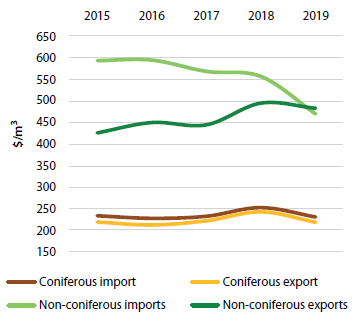 2015 2016 2017 2018 2019
650
600
550
500
450
400
350
300
250
200
150
$/m³
Coniferous import Coniferous export
Non-coniferous imports Non-coniferous exports